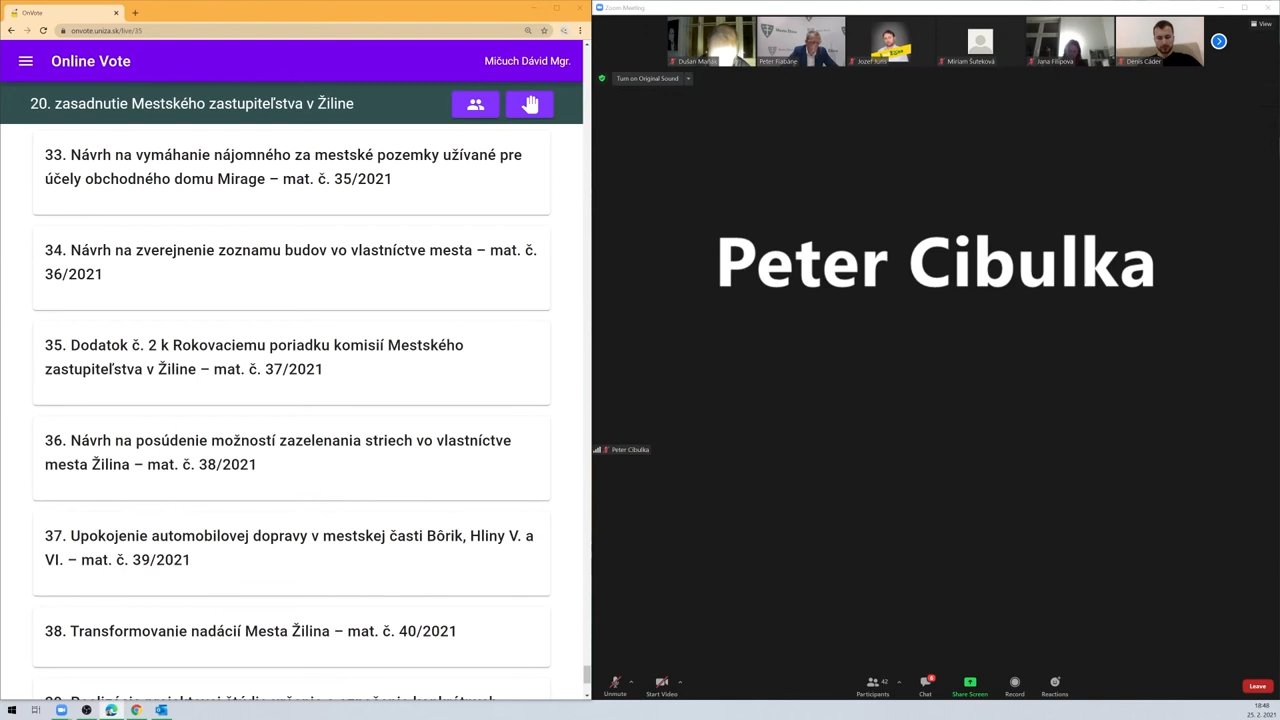 OnVote
onvote.uniza.sk/live/35
Online Vote
Mičuch Dávid Mgr.
20. zasadnutie Mestského zastupiteľstva v Žiline
33. Návrh na vymáhanie nájomného za mestské pozemky užívané pre
účely obchodného domu Mirage – mat. č. 35/2021
34. Návrh na zverejnenie zoznamu budov vo vlastníctve mesta – mat. č.
36/2021
35. Dodatok č. 2 k Rokovaciemu poriadku komisií Mestského
zastupiteľstva v Žiline – mat. č. 37/2021
36. Návrh na posúdenie možností zazelenania striech vo vlastníctve
mesta Žilina – mat. č. 38/2021
37. Upokojenie automobilovej dopravy v mestskej časti Bôrik, Hliny V. a
VI. – mat. č. 39/2021
38. Transformovanie nadácií Mesta Žilina – mat. č. 40/2021
Zoom Meeting
View
Dušan Maňák
Peter Fiabáne
Jozef Juriš
Miriam Šuteková
Jana Filipová
Denis Cáder
Turn on Original Sound
Peter Cibulka
Peter Cibulka
Unmute
Start Video
Participants
42
Chat
Share Screen
Record
Reactions
Leave
18:48
25. 2. 2021